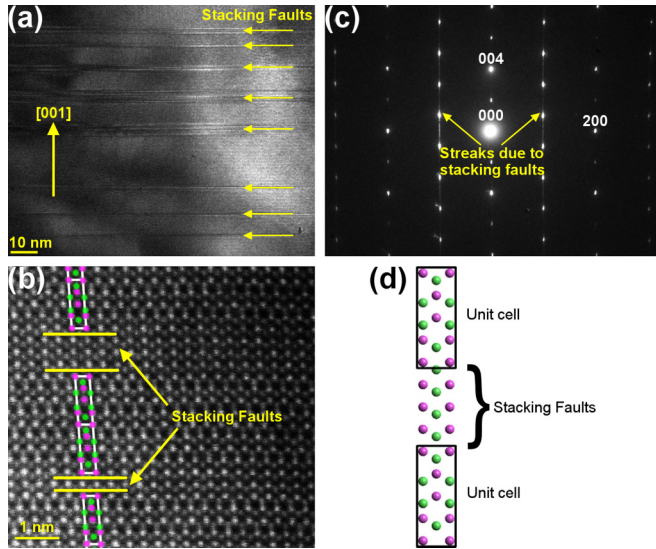 (a)
Stacking Faults
[001]
10 nm
(b)
Stacking Faults
1 nm
(c)
004
000
200
Streaks due to
stacking faults
(d)
Unit cell
Stacking Faults
Unit cell